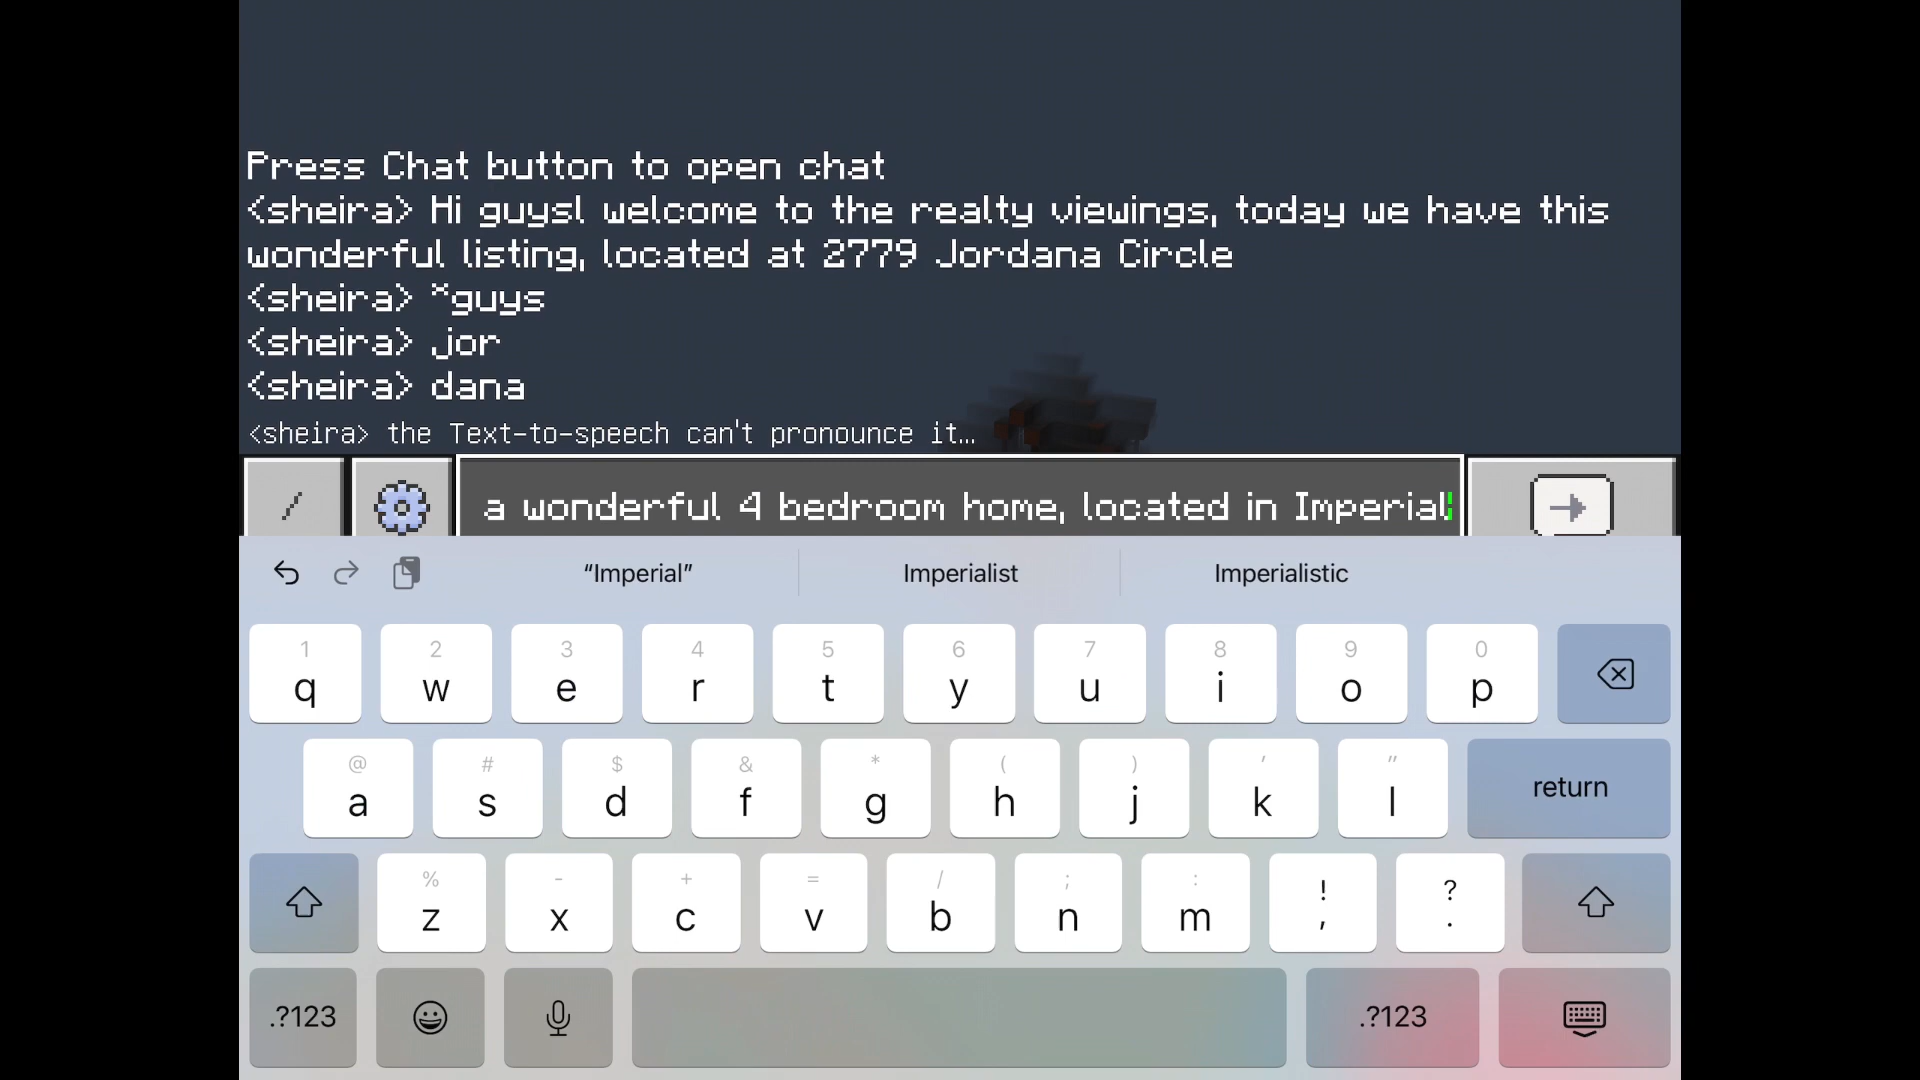 Press Chat button to open chat
<sheira> Hi guysl welcome to the realty viewings, today we have this
wonderful listing, located at 2779 Jordana Circle
<sheira> *guys
<sheira> jor
<sheira> dana
<sheira> the Text-to-speech can't pronounce it...
/ a wonderful 4 bedroom home, located in Imperial
“Imperial” Imperialist Imperialistic
1 2 3 4 5 6 7 8 9 0
q w e r t y u i o p
@ # $ & * ( ) ' "
a s d f g h j k l return
% - + = / ; : ! ?
z x c v b n m , .
.?123 .?123